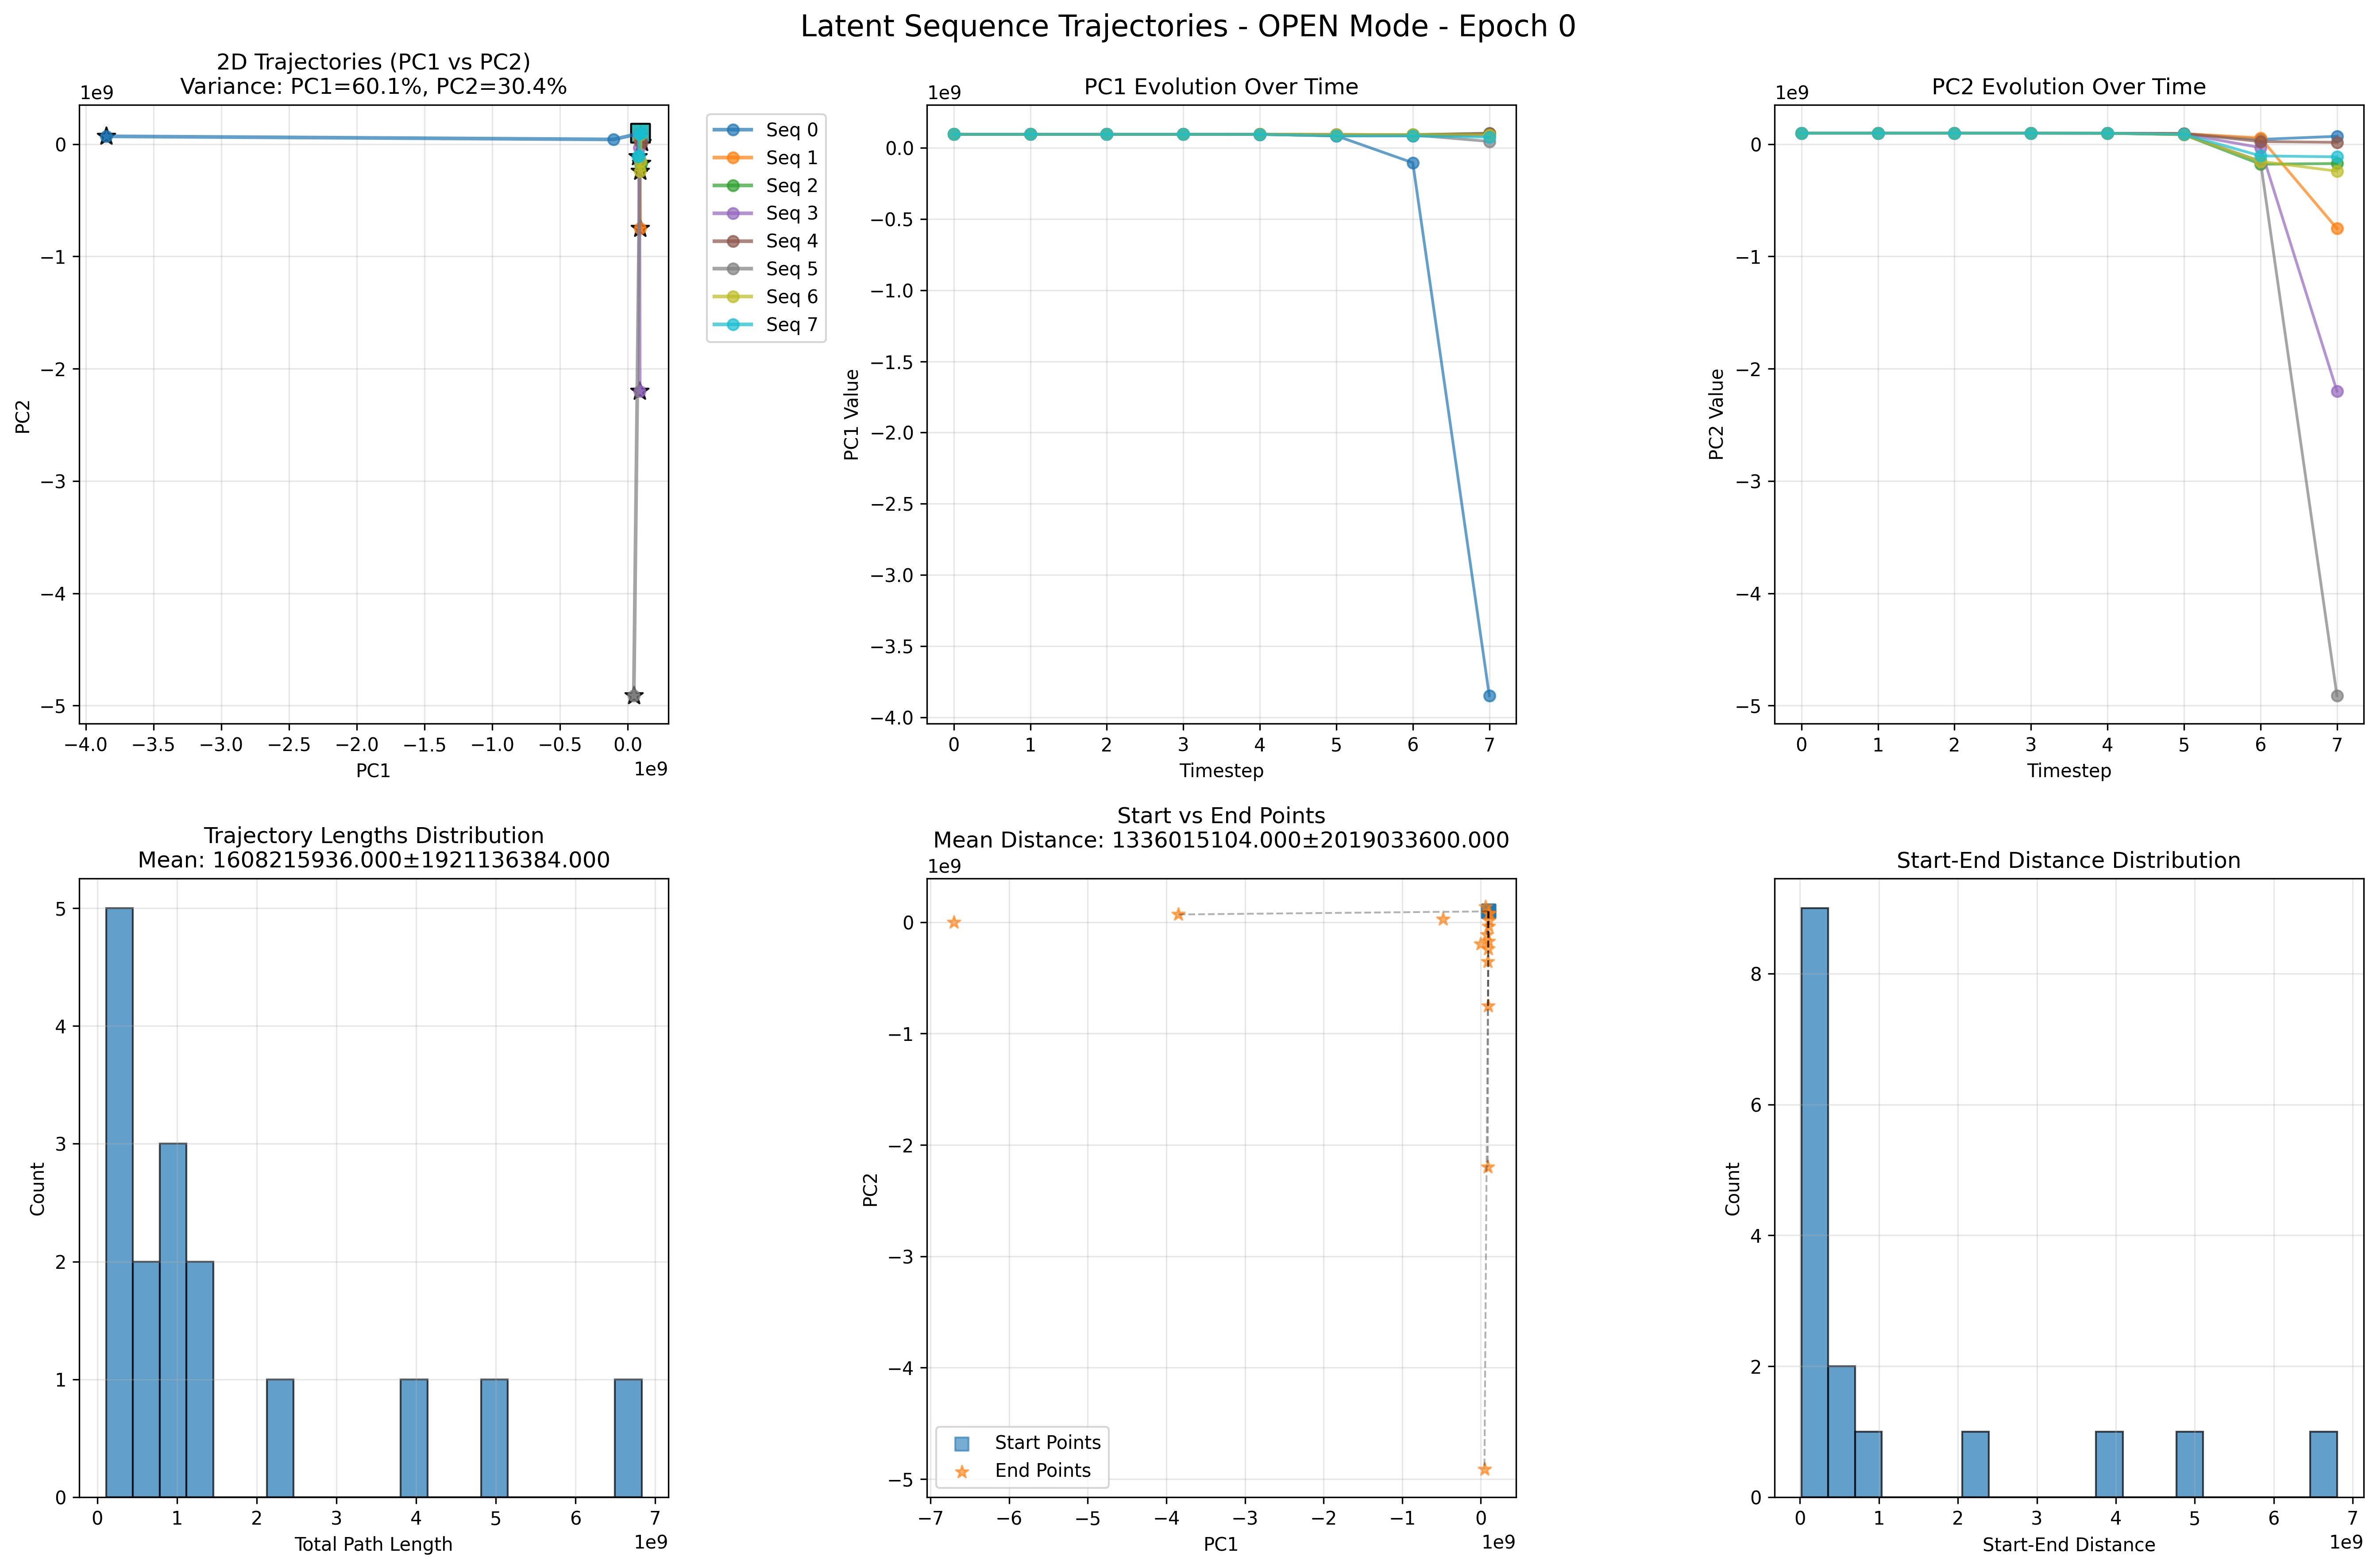 Latent Sequence Trajectories - OPEN Mode - Epoch 0
2D Trajectories (PC1 vs PC2)
Variance: PC1=60.1%, PC2=30.4%
1e9
0
−1
−2
−3
−4
−5
PC2
−4.0 −3.5 −3.0 −2.5 −2.0 −1.5 −1.0 −0.5 0.0
PC1
1e9
Seq 0
Seq 1
Seq 2
Seq 3
Seq 4
Seq 5
Seq 6
Seq 7
PC1 Evolution Over Time
1e9
0.0
−0.5
−1.0
−1.5
−2.0
−2.5
−3.0
−3.5
−4.0
PC1 Value
0 1 2 3 4 5 6 7
Timestep
PC2 Evolution Over Time
1e9
0
−1
−2
−3
−4
−5
PC2 Value
0 1 2 3 4 5 6 7
Timestep
Trajectory Lengths Distribution
Mean: 1608215936.000±1921136384.000
5
4
3
2
1
0
Count
0 1 2 3 4 5 6 7
Total Path Length
1e9
Start vs End Points
Mean Distance: 1336015104.000±2019033600.000
1e9
0
−1
−2
−3
−4
−5
PC2
Start Points
End Points
−7 −6 −5 −4 −3 −2 −1 0
PC1
1e9
Start-End Distance Distribution
8
6
4
2
0
Count
0 1 2 3 4 5 6 7
Start-End Distance
1e9